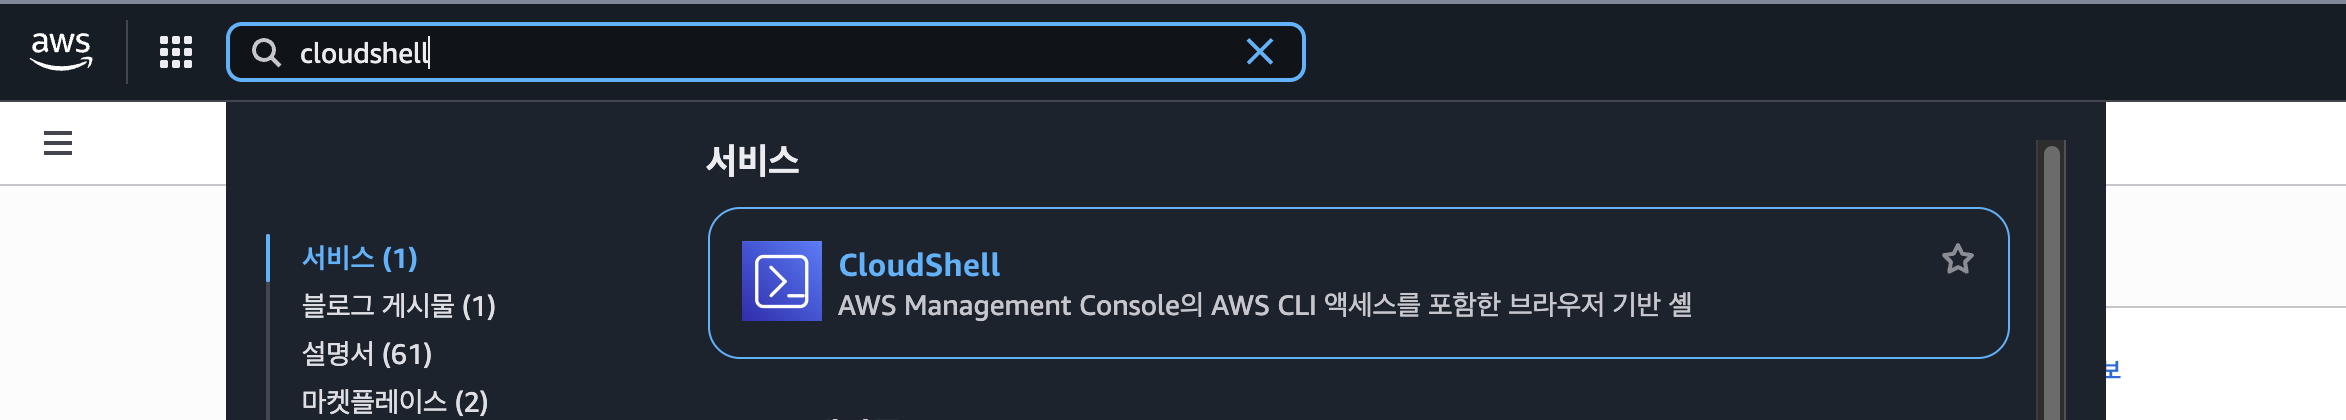 aws
cloudshell
서비스
서비스 (1)
블로그 게시물 (1)
설명서 (61)
마켓플레이스 (2)
CloudShell
AWS Management Console의 AWS CLI 액세스를 포함한 브라우저 기반 셸
보